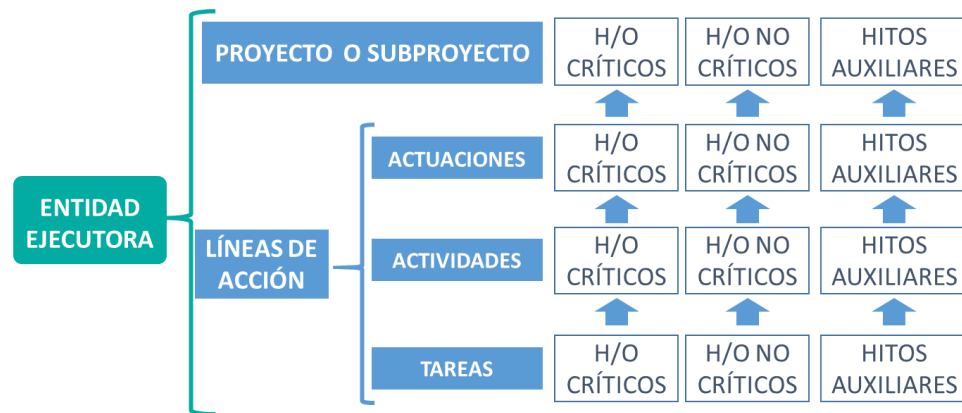 PROYECTO O SUBPROYECTO
H/O
CRÍTICOS
H/O NO
CRÍTICOS
HITOS
AUXILIARES
ACTUACIONES
H/O
CRÍTICOS
H/O NO
CRÍTICOS
HITOS
AUXILIARES
ENTIDAD
EJECUTORA
LÍNEAS DE
ACCIÓN
ACTIVIDADES
H/O
CRÍTICOS
H/O NO
CRÍTICOS
HITOS
AUXILIARES
TAREAS
H/O
CRÍTICOS
H/O NO
CRÍTICOS
HITOS
AUXILIARES